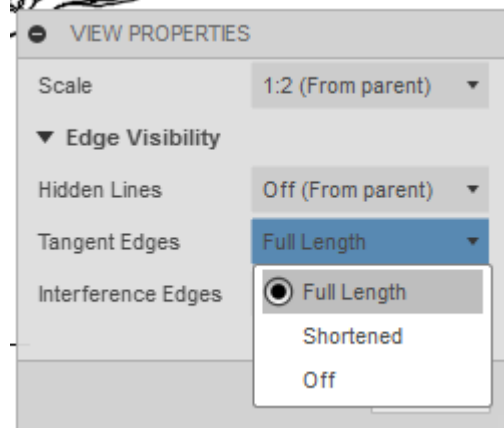 VIEW PROPERTIES
Scale 1:2 (From parent)
Edge Visibility
Hidden Lines Off (From parent)
Tangent Edges Full Length
Interference Edges Full Length
Shortened
Off